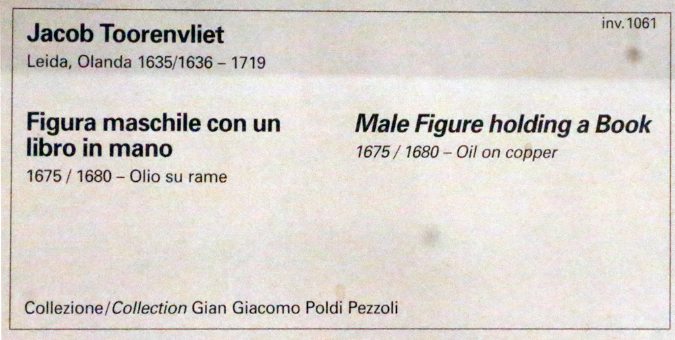 inv.1061
Jacob Toorenvliet
Leida, Olanda 1635/1636 – 1719
Figura maschile con un
libro in mano
1675 / 1680 – Olio su rame
Male Figure holding a Book
1675 / 1680 – Oil on copper
Collezione/Collection Gian Giacomo Poldi Pezzoli